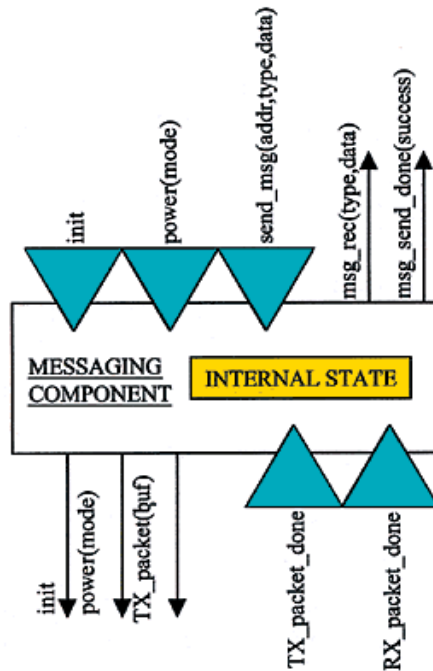 init
power(mode)
send_msg(addr,type,data)
msg_rec(type,data)
msg_send_done(success)
MESSAGING
COMPONENT
INTERNAL STATE
init
power(mode)
TX_packet(buf)
TX_packet_done
RX_packet_done